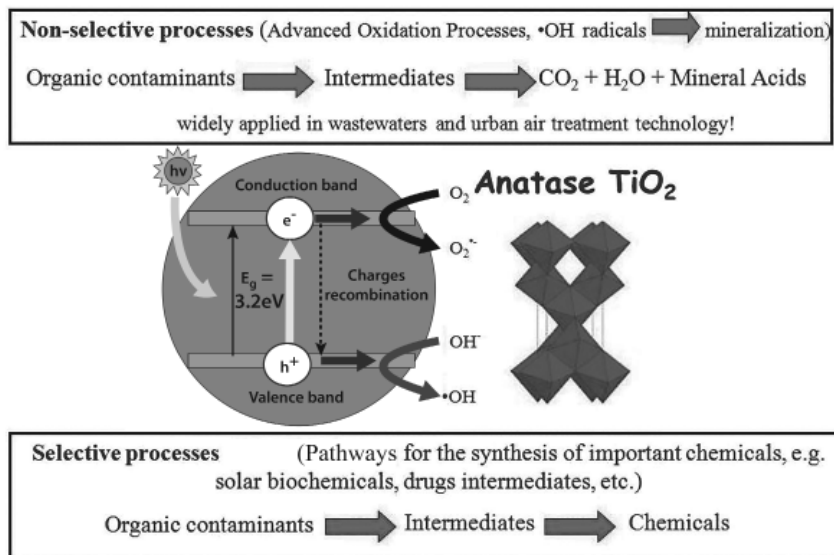 Non-selective processes (Advanced Oxidation Processes, •OH radicals mineralization)
Organic contaminants Intermediates CO₂ + H₂O + Mineral Acids
widely applied in wastewaters and urban air treatment technology!
hν
Conduction band
e⁻
O₂
Anatase TiO₂
O₂•⁻
E_g =
3.2eV
Charges
recombination
OH⁻
h⁺
Valence band
•OH
Selective processes (Pathways for the synthesis of important chemicals, e.g.
solar biochemicals, drugs intermediates, etc.)
Organic contaminants Intermediates Chemicals